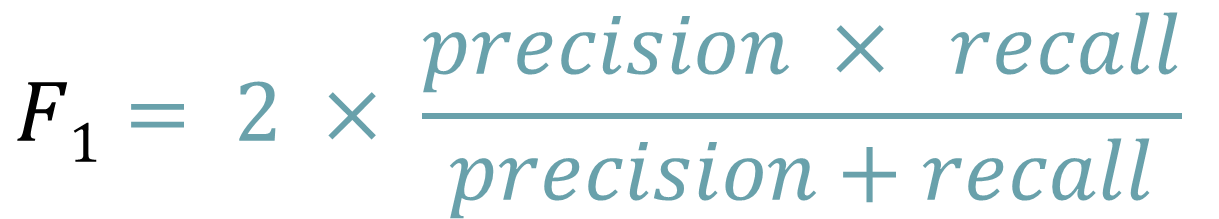 F₁ = 2 × precision × recall
precision + recall